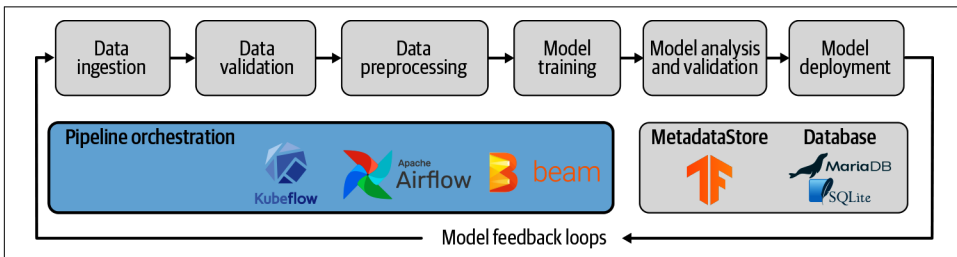 Data
ingestion
Data
validation
Data
preprocessing
Model
training
Model analysis
and validation
Model
deployment
Pipeline orchestration
Kubeflow
Apache
Airflow
beam
MetadataStore
Database
MariaDB
SQLite
Model feedback loops